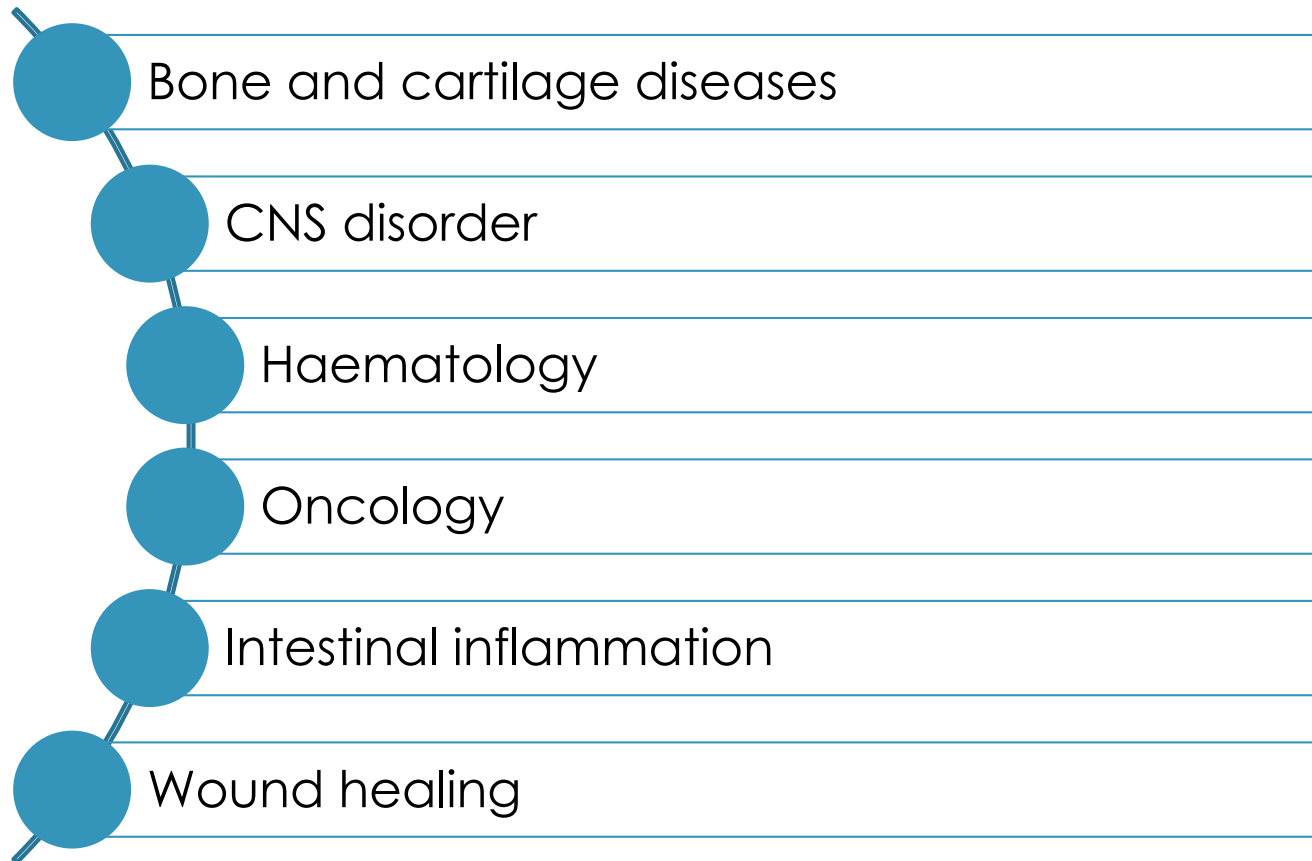 Bone and cartilage diseases
CNS disorder
Haematology
Oncology
Intestinal inflammation
Wound healing